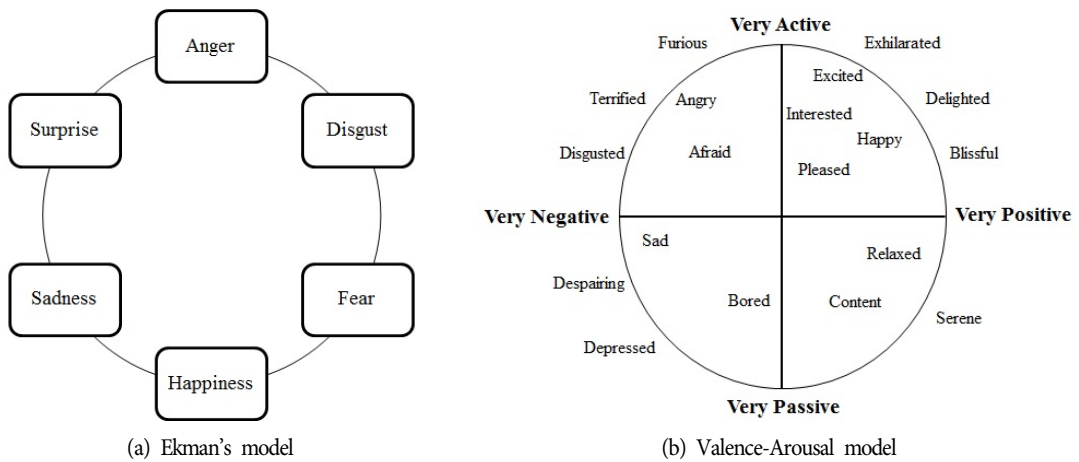 Anger
Surprise
Disgust
Sadness
Fear
Happiness
(a) Ekman's model
Very Active
Furious
Exhilarated
Excited
Terrified
Angry
Delighted
Interested
Happy
Disgusted
Afraid
Blissful
Pleased
Very Negative
Very Positive
Sad
Relaxed
Despairing
Bored
Content
Serene
Depressed
Very Passive
(b) Valence-Arousal model